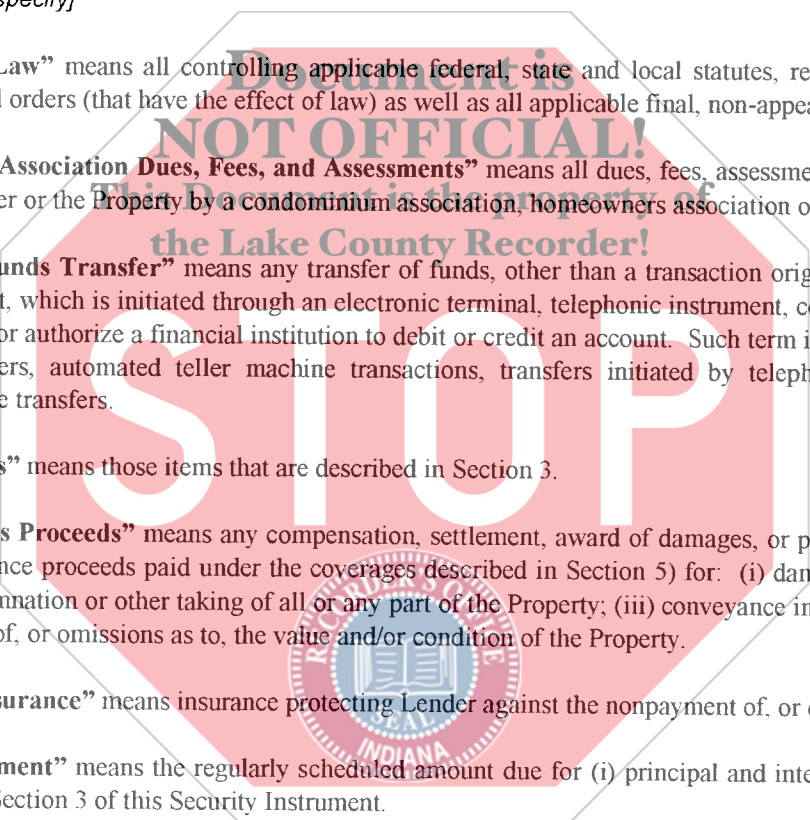 specify]
Document is
Law” means all controlling applicable federal, state and local statutes, re
l orders (that have the effect of law) as well as all applicable final, non-appea
NOT OFFICIAL!
Association Dues, Fees, and Assessments” means all dues, fees, assessme
This Document is the property of
er or the Property by a condominium association, homeowners association o
the Lake County Recorder!
unds Transfer” means any transfer of funds, other than a transaction orig
t, which is initiated through an electronic terminal, telephonic instrument, c
or authorize a financial institution to debit or credit an account. Such term i
ers, automated teller machine transactions, transfers initiated by teleph
e transfers.
STOP
s” means those items that are described in Section 3.
s Proceeds” means any compensation, settlement, award of damages, or p
nce proceeds paid under the coverages described in Section 5) for: (i) dam
mnation or other taking of all or any part of the Property; (iii) conveyance in
of, or omissions as to, the value and/or condition of the Property.
RECORDER'S OFFICE
SEAL
INDIANA
surance” means insurance protecting Lender against the nonpayment of, or
ment” means the regularly scheduled amount due for (i) principal and inte
Section 3 of this Security Instrument.